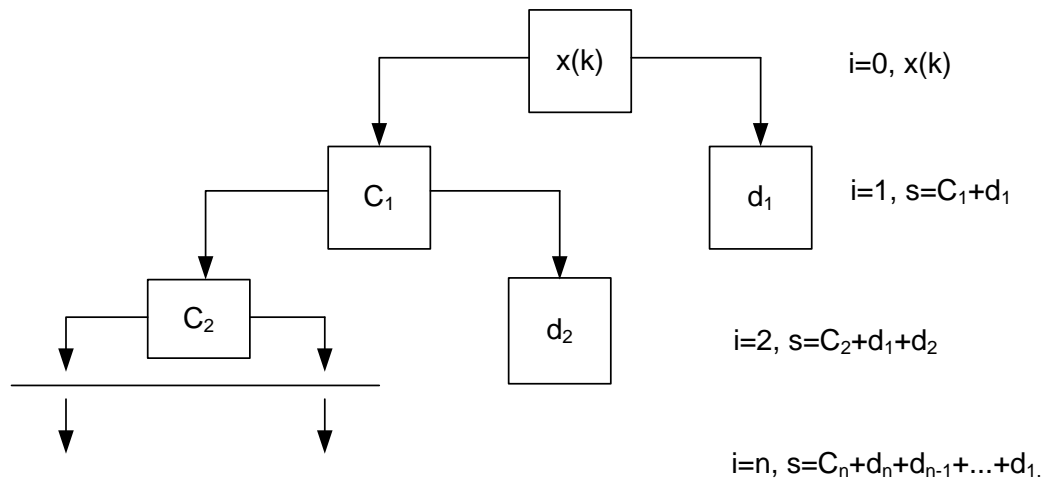 x(k)
i=0, x(k)
C₁
d₁
i=1, s=C₁+d₁
C₂
d₂
i=2, s=C₂+d₁+d₂
i=n, s=Cₙ+dₙ+dₙ₋₁+...+d₁.